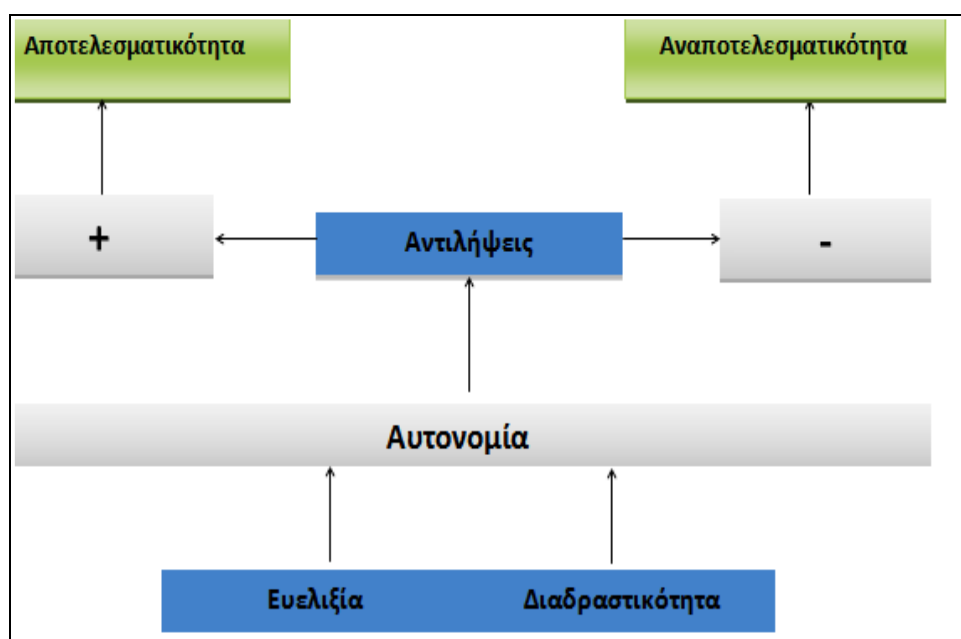 Αποτελεσματικότητα
Αναποτελεσματικότητα
+
Αντιλήψεις
-
Αυτονομία
Ευελιξία
Διαδραστικότητα